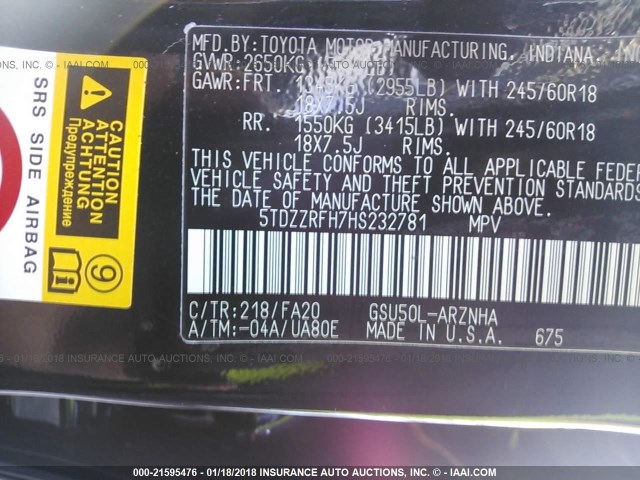 MFD.BY:TOYOTA MOTOR MANUFACTURING, INDIANA,
GVWR:2650KG
GAWR:FRT. (2955LB) WITH 245/60R18
18X7.5J RIMS.
RR. 1550KG (3415LB) WITH 245/60R18
18X7.5J RIMS.
THIS VEHICLE CONFORMS TO ALL APPLICABLE FEDER
VEHICLE SAFETY AND THEFT PREVENTION STANDARDS
THE DATE OF MANUFACTURE SHOWN ABOVE.
5TDZZRFH7HS232781 MPV
C/TR:218/FA20 GSU50L-ARZNHA
A/TM:-04A/UA80E MADE IN U.S.A. 675
SRS SIDE AIRBAG
ATTENTION
ACHTUNG
Предупреждение
9
000-21595476 - 01/18/2018 INSURANCE AUTO AUCTIONS - © - IAAI.COM